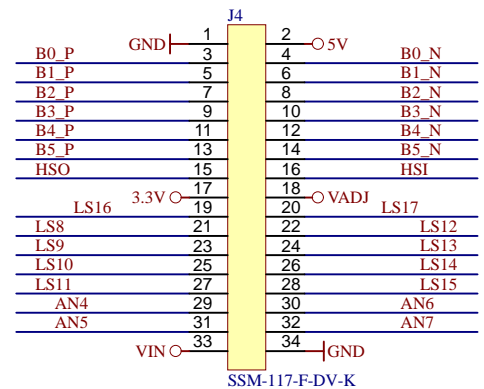 J4
GND 1 2 5V
B0_P 3 4 B0_N
B1_P 5 6 B1_N
B2_P 7 8 B2_N
B3_P 9 10 B3_N
B4_P 11 12 B4_N
B5_P 13 14 B5_N
HSO 15 16 HSI
3.3V 17 18 VADJ
LS16 19 20 LS17
LS8 21 22 LS12
LS9 23 24 LS13
LS10 25 26 LS14
LS11 27 28 LS15
AN4 29 30 AN6
AN5 31 32 AN7
VIN 33 34 GND
SSM-117-F-DV-K